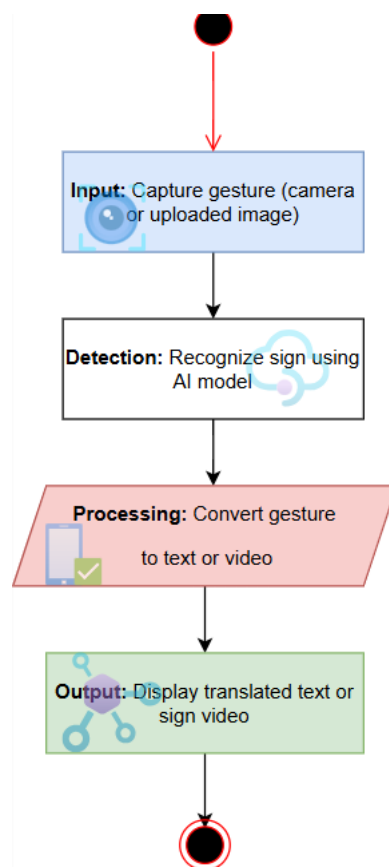 Input: Capture gesture (camera
or uploaded image)
Detection: Recognize sign using
AI model
Processing: Convert gesture
to text or video
Output: Display translated text or
sign video